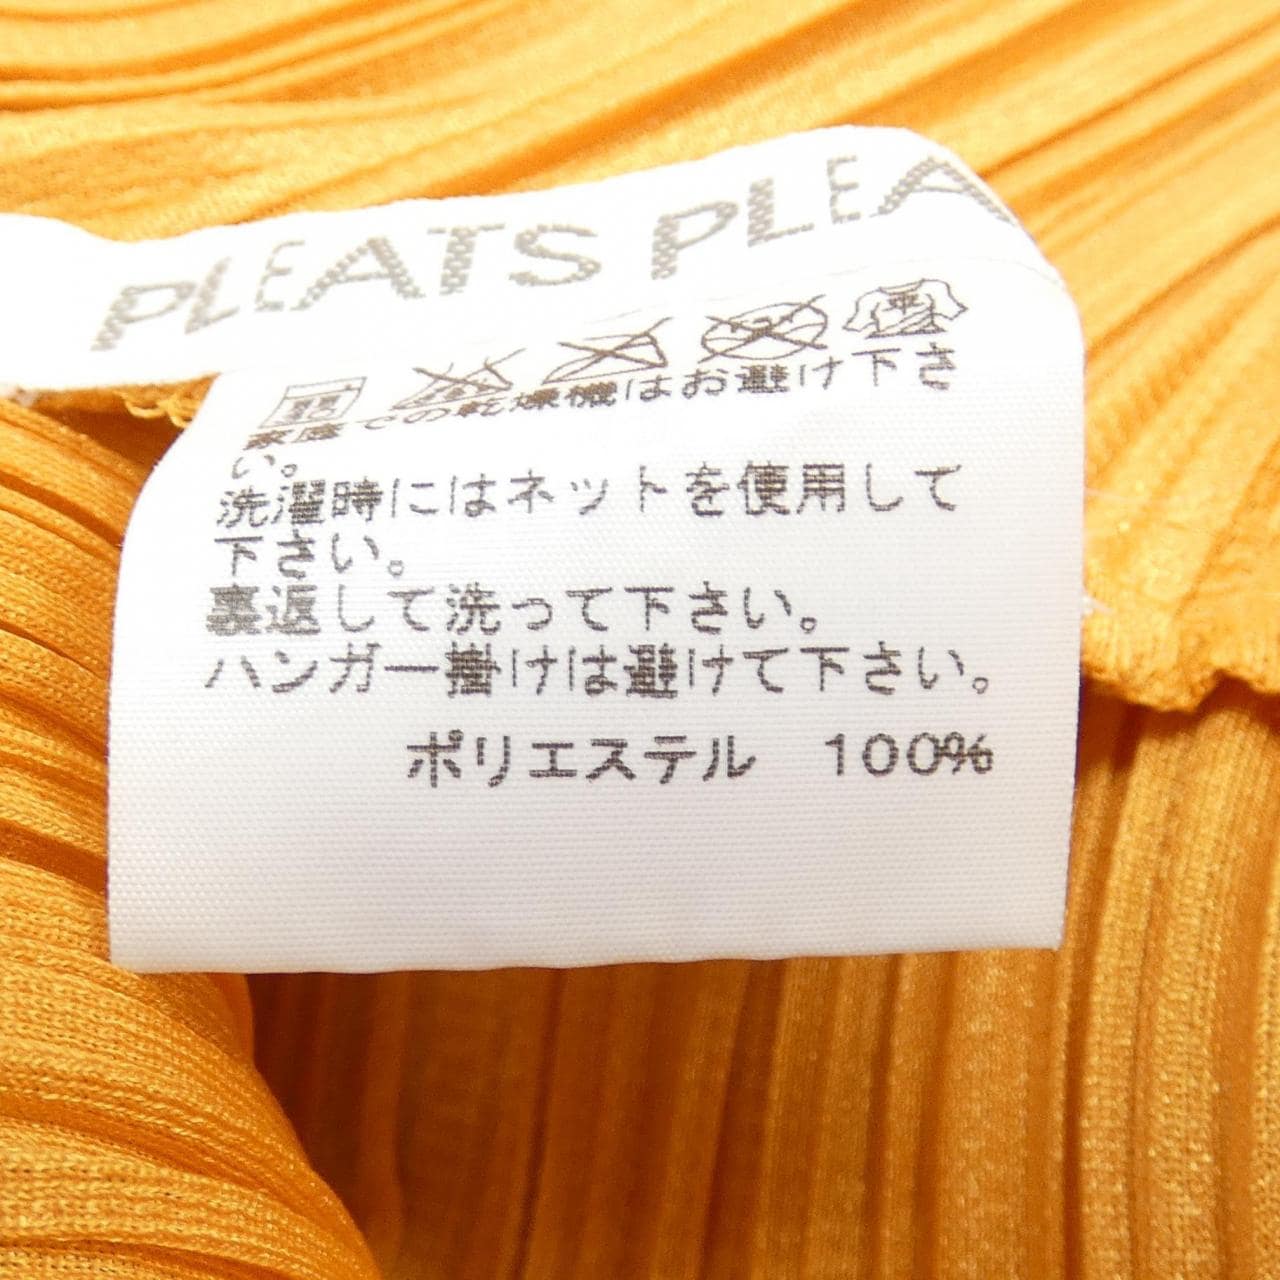 PLEATS PLEA
家庭での乾燥機はお避け下さ
い。
洗濯時にはネットを使用して
下さい。
裏返しして洗って下さい。
ハンガー掛けは避けて下さい。
ポリエステル 100%